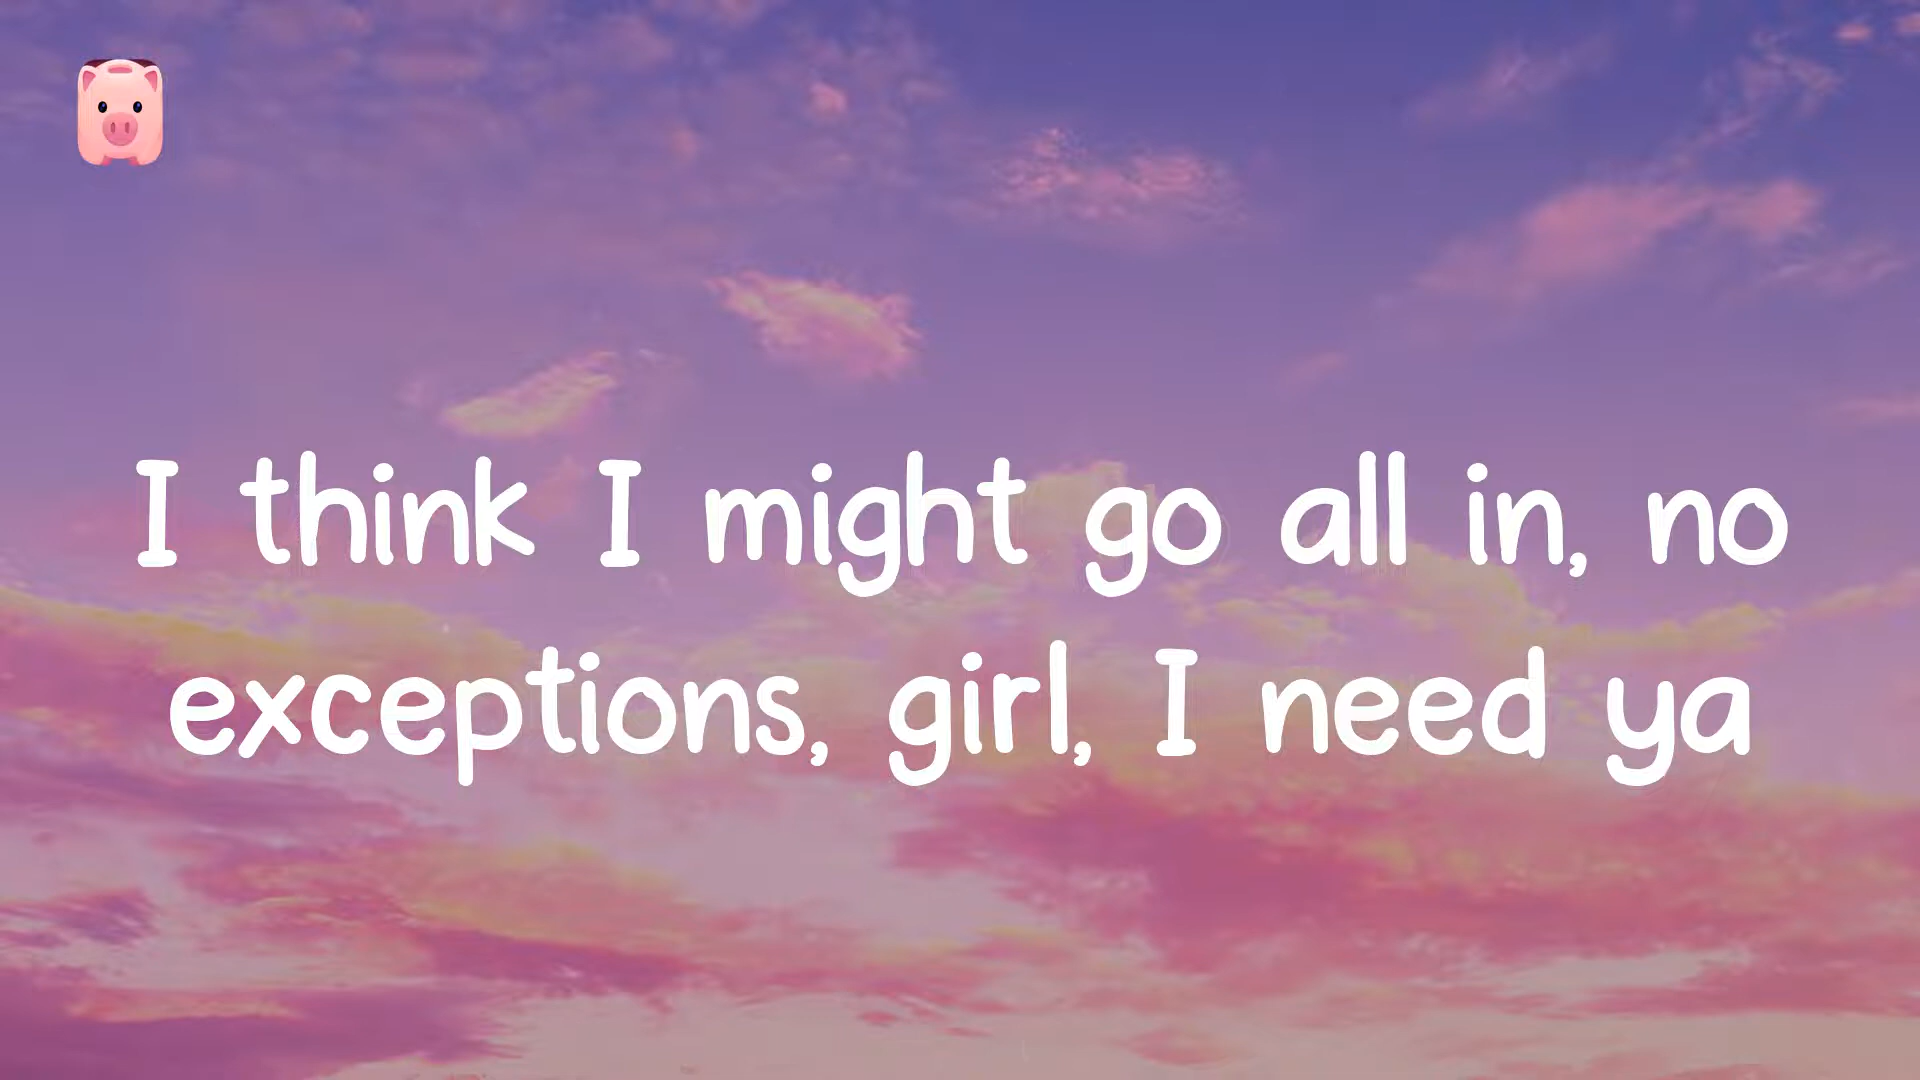 I think I might go all in, no
exceptions, girl, I need ya